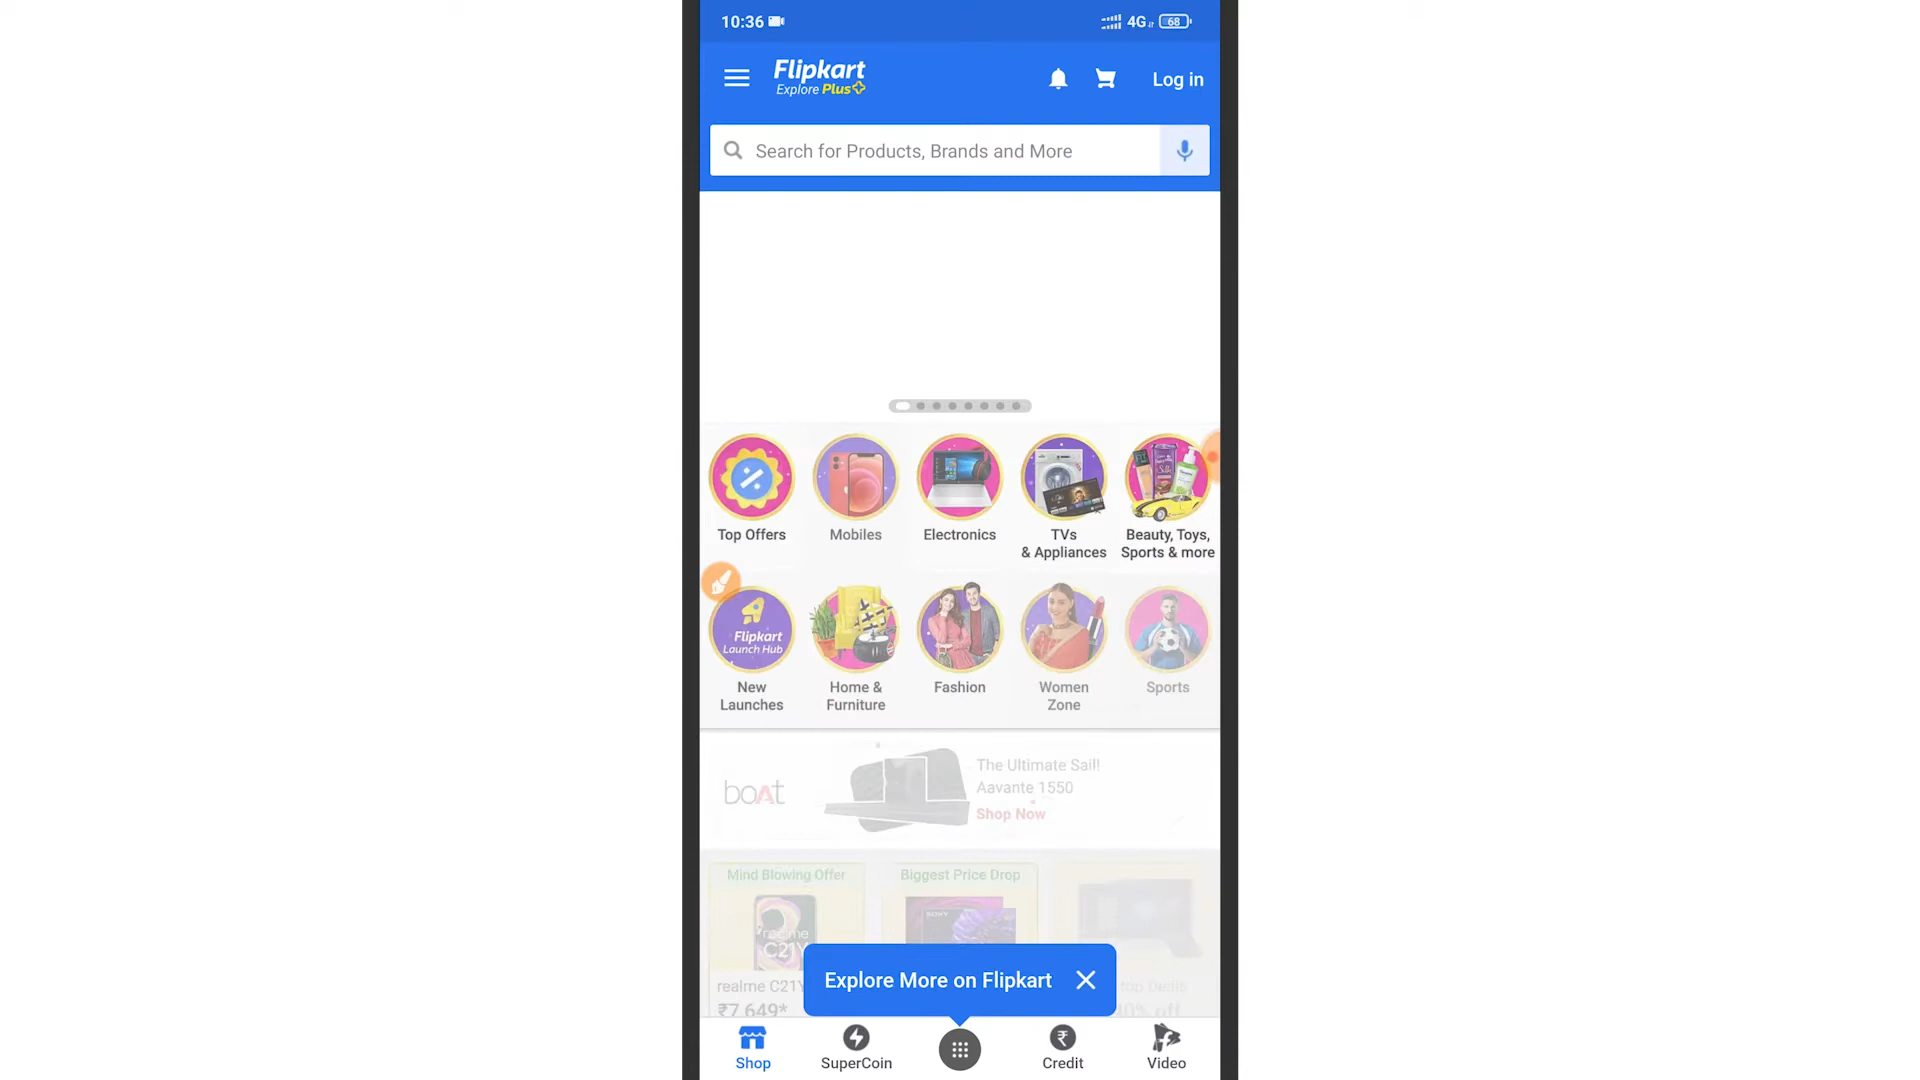 10:36
4G
68
Flipkart
Explore Plus
Log in
Search for Products, Brands and More
Top Offers
Mobiles
Electronics
TVs
& Appliances
Beauty, Toys,
Sports & more
Flipkart
Launch Hub
New
Launches
Home &
Furniture
Fashion
Women
Zone
Sports
boAt
The Ultimate Sail!
Aavante 1550
Shop Now
Mind Blowing Offer
Biggest Price Drop
SONY
realme
C21Y
realme C21Y
₹7,649*
Explore More on Flipkart
Shop
SuperCoin
Credit
Video